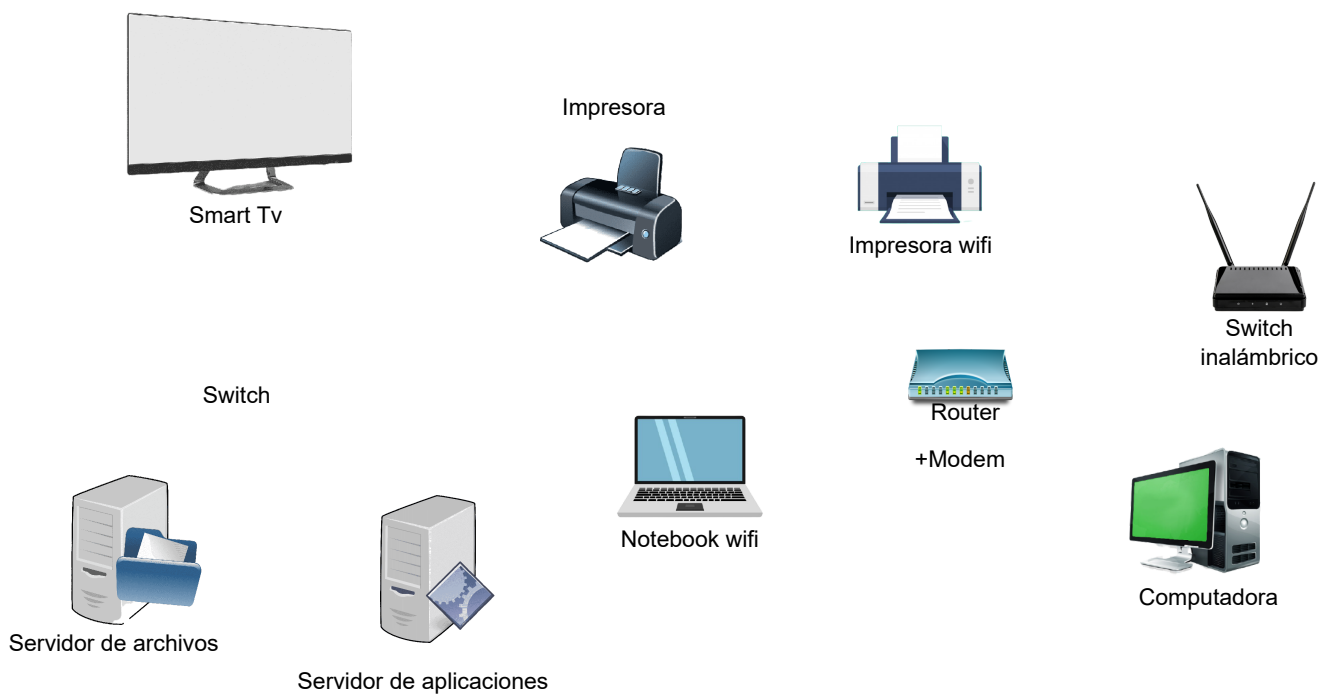 Impresora
Smart Tv
Impresora wifi
Switch
inalámbrico
Switch
Router
+Modem
Notebook wifi
Computadora
Servidor de archivos
Servidor de aplicaciones